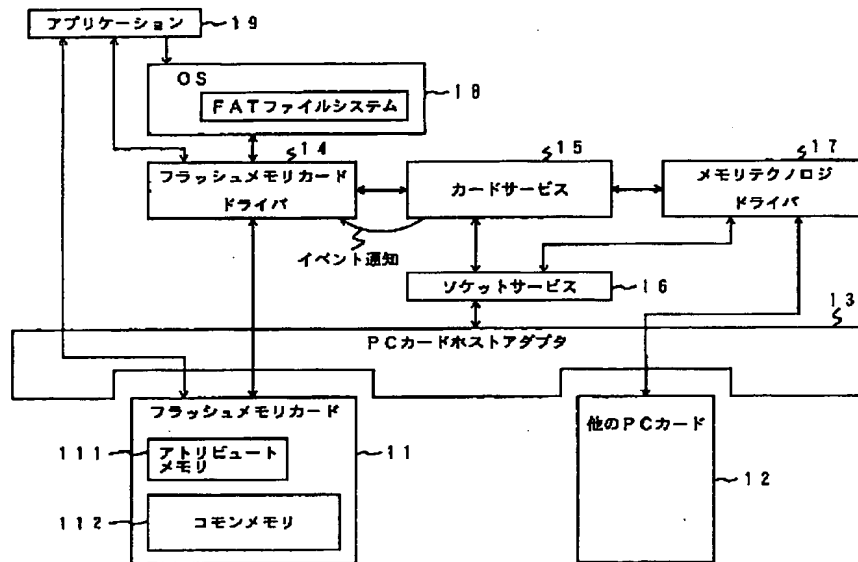 アプリケーション
19
OS
FATファイルシステム
18
14
フラッシュメモリカード
ドライバ
15
カードサービス
17
メモリテクノロジ
ドライバ
イベント通知
ソケットサービス
16
13
PCカードホストアダプタ
フラッシュメモリカード
111
アトリビュート
メモリ
11
112
コモンメモリ
他のPCカード
12